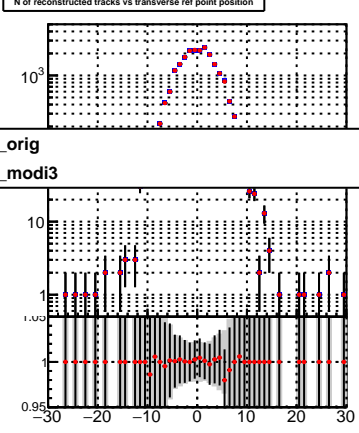 N of reconstructed tracks vs transverse ref point position
10³
_orig
_modi3
10
1
1.05
1
0.95
−30 −20 −10 0 10 20 30